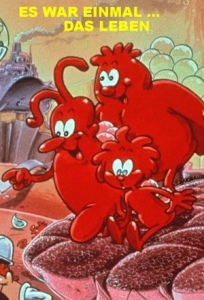 ES WAR EINMAL ...
DAS LEBEN